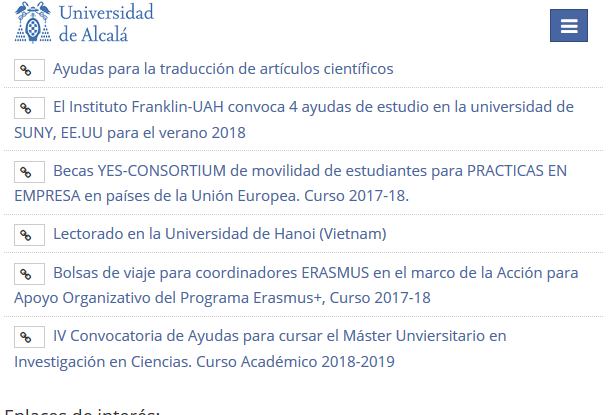 Universidad
de Alcalá
Ayudas para la traducción de artículos científicos
El Instituto Franklin-UAH convoca 4 ayudas de estudio en la universidad de
SUNY, EE.UU para el verano 2018
Becas YES-CONSORTIUM de movilidad de estudiantes para PRACTICAS EN
EMPRESA en países de la Unión Europea. Curso 2017-18.
Lectorado en la Universidad de Hanoi (Vietnam)
Bolsas de viaje para coordinadores ERASMUS en el marco de la Acción para
Apoyo Organizativo del Programa Erasmus+, Curso 2017-18
IV Convocatoria de Ayudas para cursar el Máster Unviersitario en
Investigación en Ciencias. Curso Académico 2018-2019
Enlaces de interés: